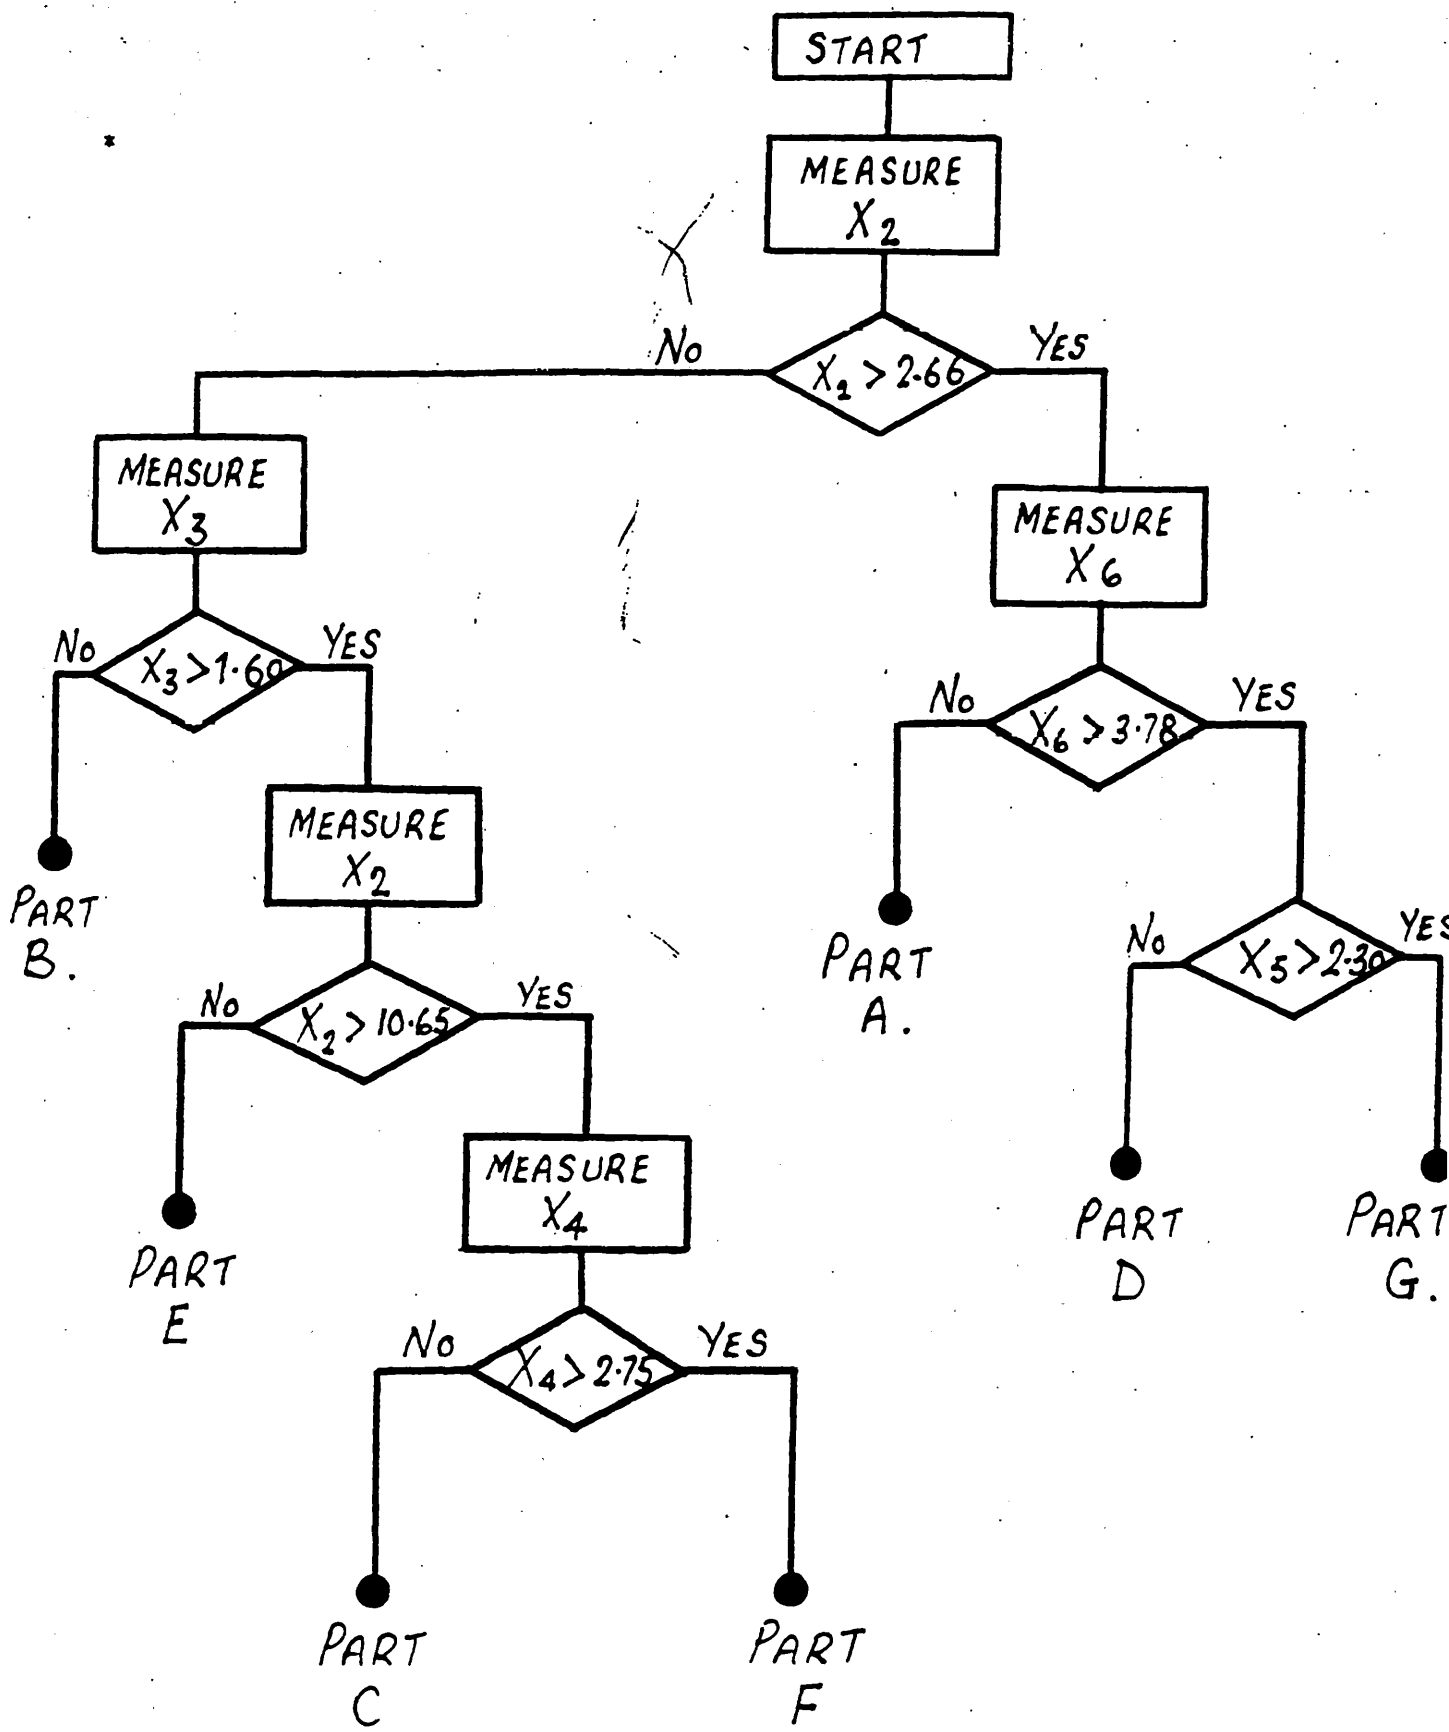 START
MEASURE
X2
X1 > 2.66
No
YES
MEASURE
X3
MEASURE
X6
X3 > 1.60
No
YES
X6 > 3.78
No
YES
PART
B.
MEASURE
X2
PART
A.
X5 > 2.30
No
YES
X2 > 10.65
No
YES
PART
D
PART
G.
PART
E
MEASURE
X4
X4 > 2.75
No
YES
PART
C
PART
F